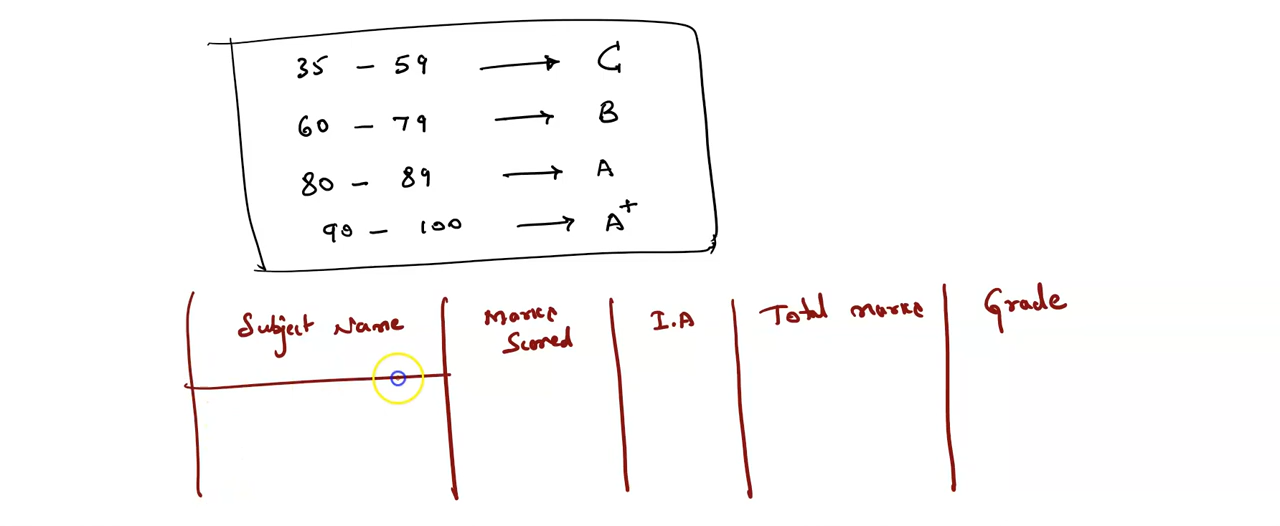 35 - 59 → C
60 - 79 → B
80 - 89 → A
90 - 100 → A+
Subject Name
Marks Scored
I.A
Total marks
Grade